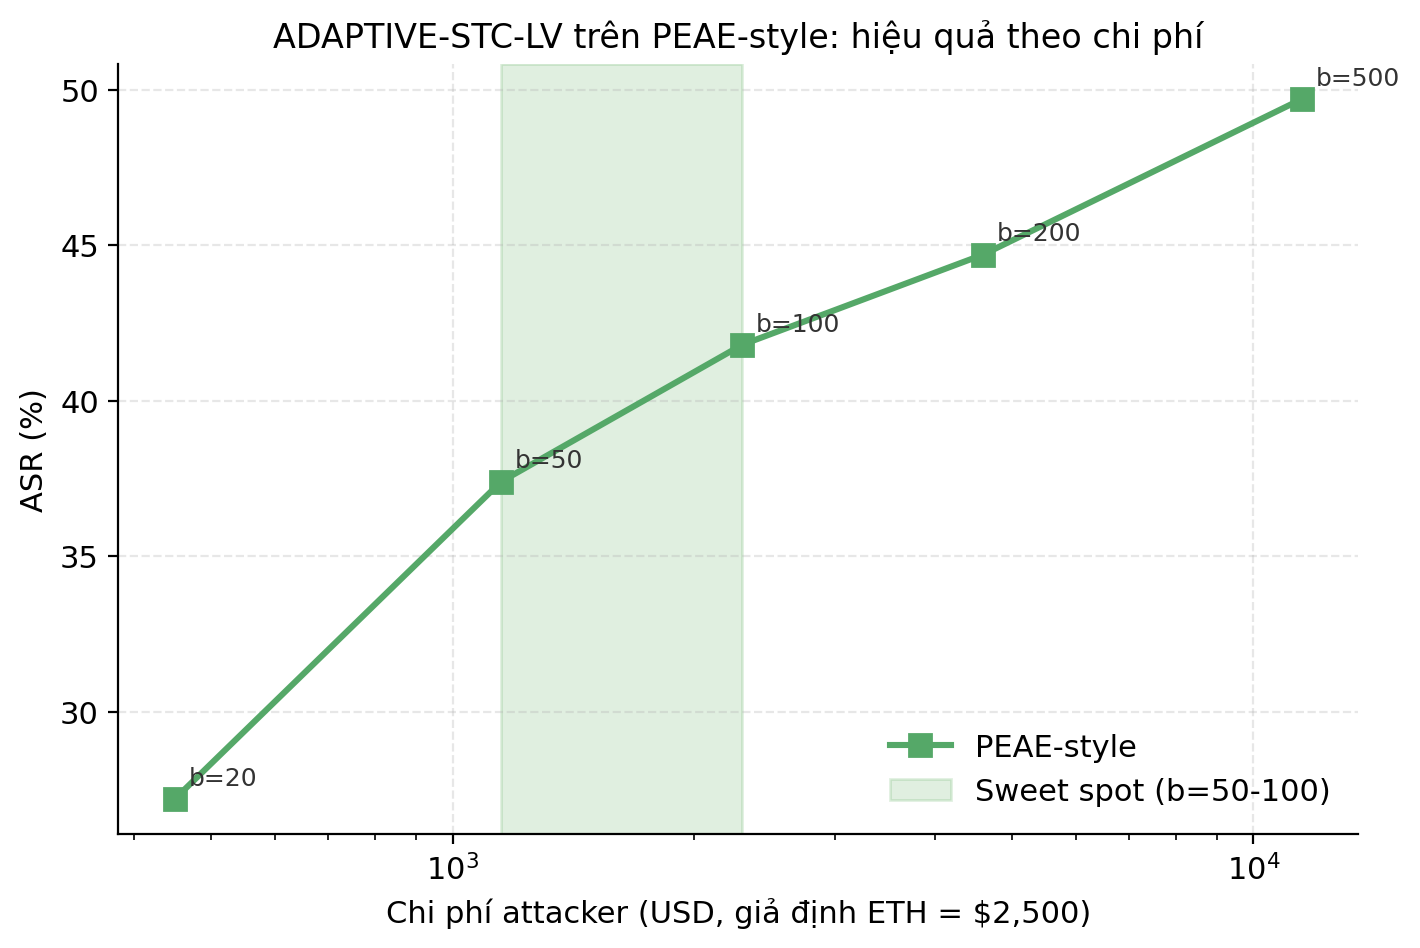 ADAPTIVE-STC-LV trên PEAE-style: hiệu quả theo chi phí
50
45
40
35
30
ASR (%)
b=20
b=50
b=100
b=200
b=500
PEAE-style
Sweet spot (b=50-100)
10³
10⁴
Chi phí attacker (USD, giả định ETH = $2,500)